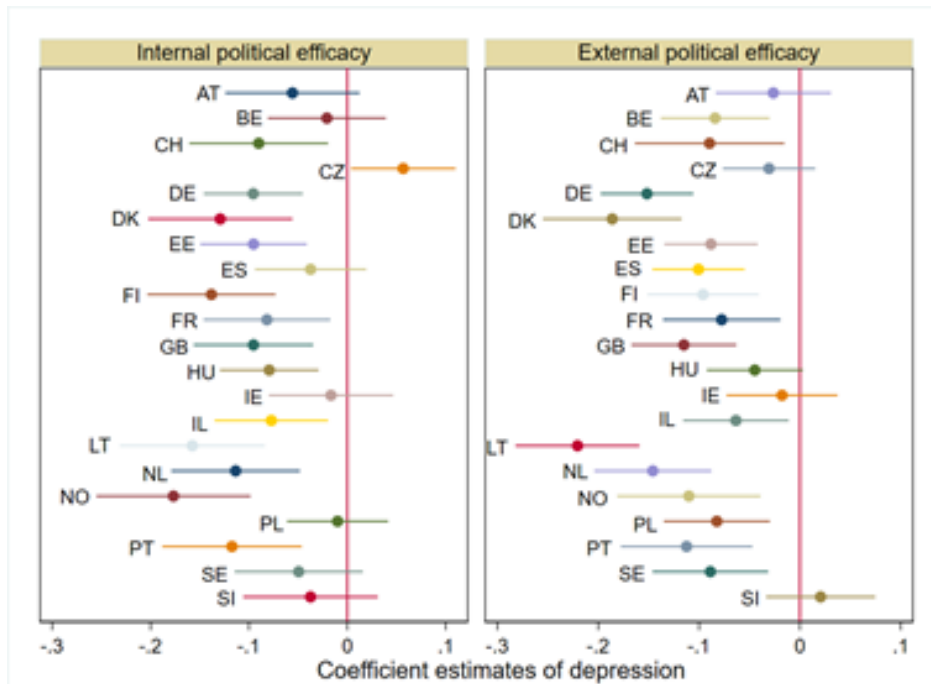 Internal political efficacy
AT
BE
CH
CZ
DE
DK
EE
ES
FI
FR
GB
HU
IE
IL
LT
NL
NO
PL
PT
SE
SI
-.3 -.2 -.1 0 .1
External political efficacy
AT
BE
CH
CZ
DE
DK
EE
ES
FI
FR
GB
HU
IE
IL
LT
NL
NO
PL
PT
SE
SI
-.3 -.2 -.1 0 .1
Coefficient estimates of depression